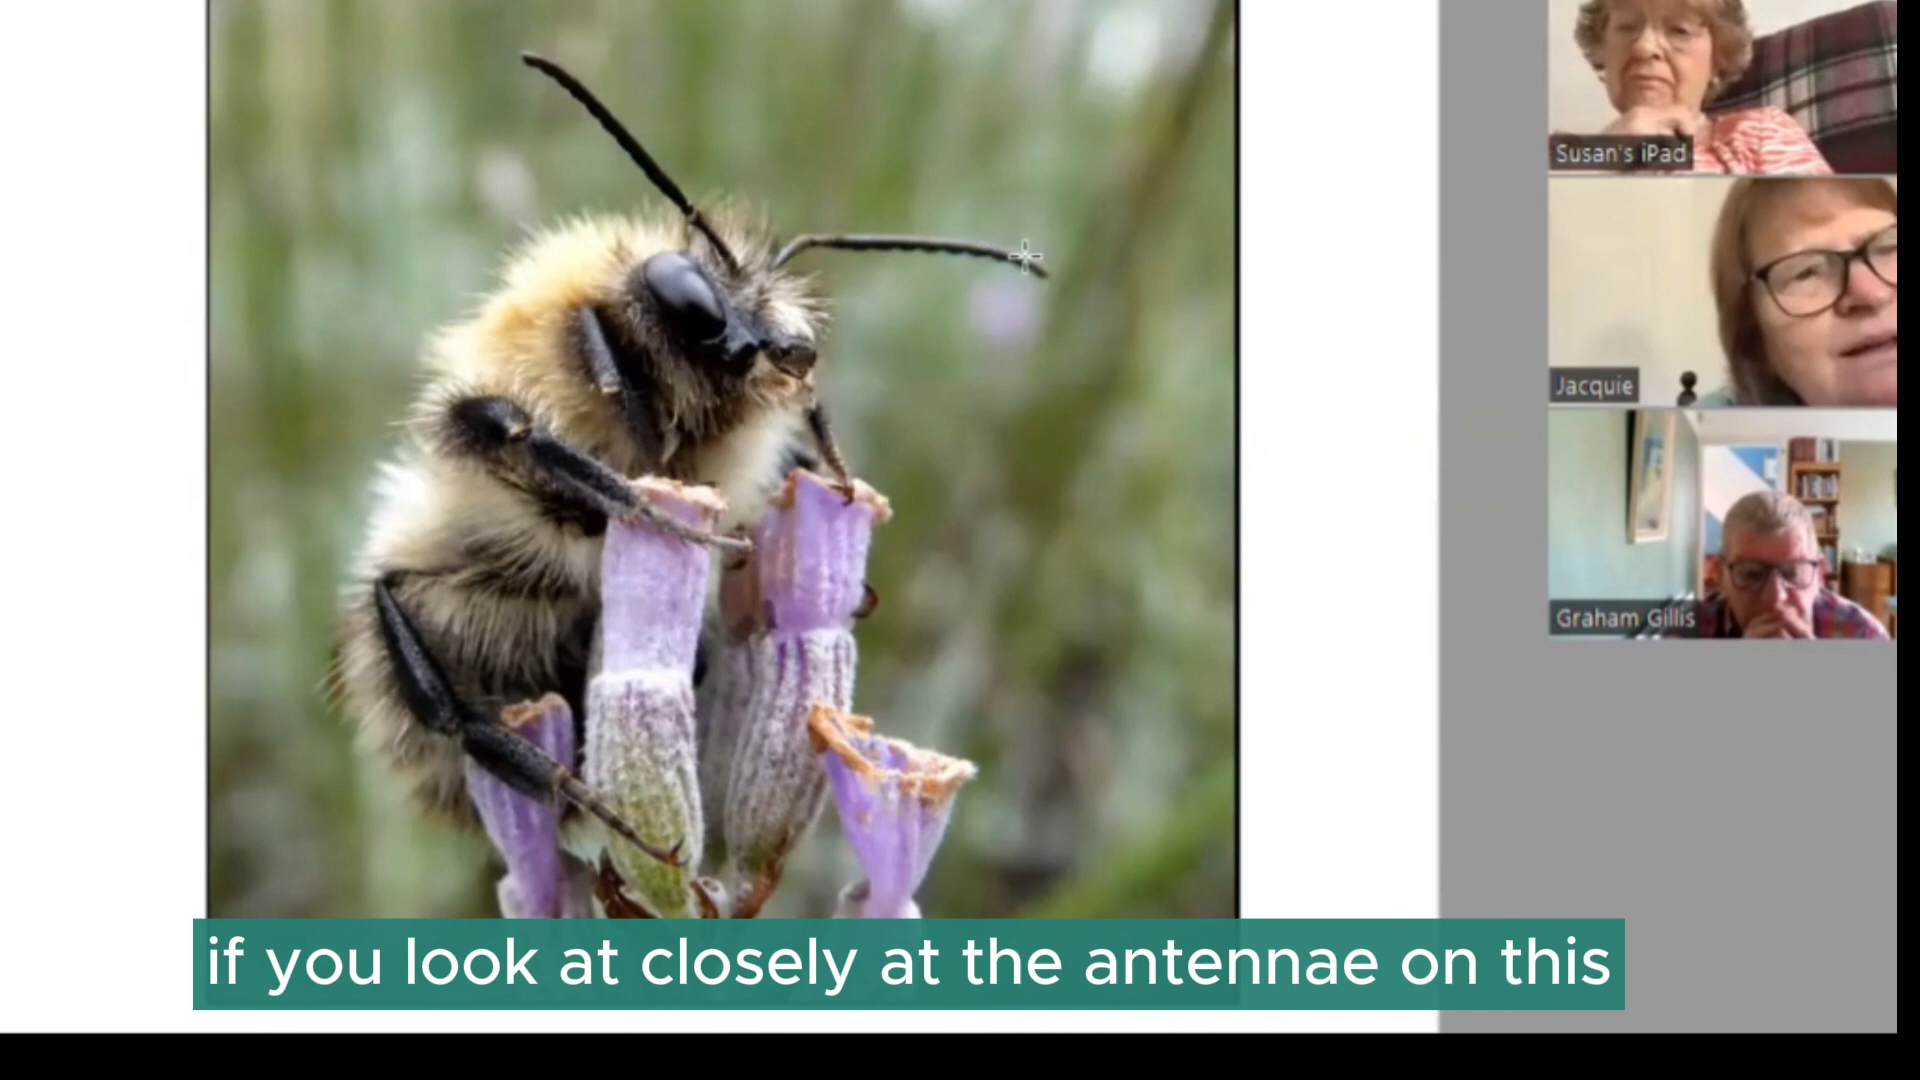 Susan's iPad
Jacquie
Graham Gillis
if you look at closely at the antennae on this